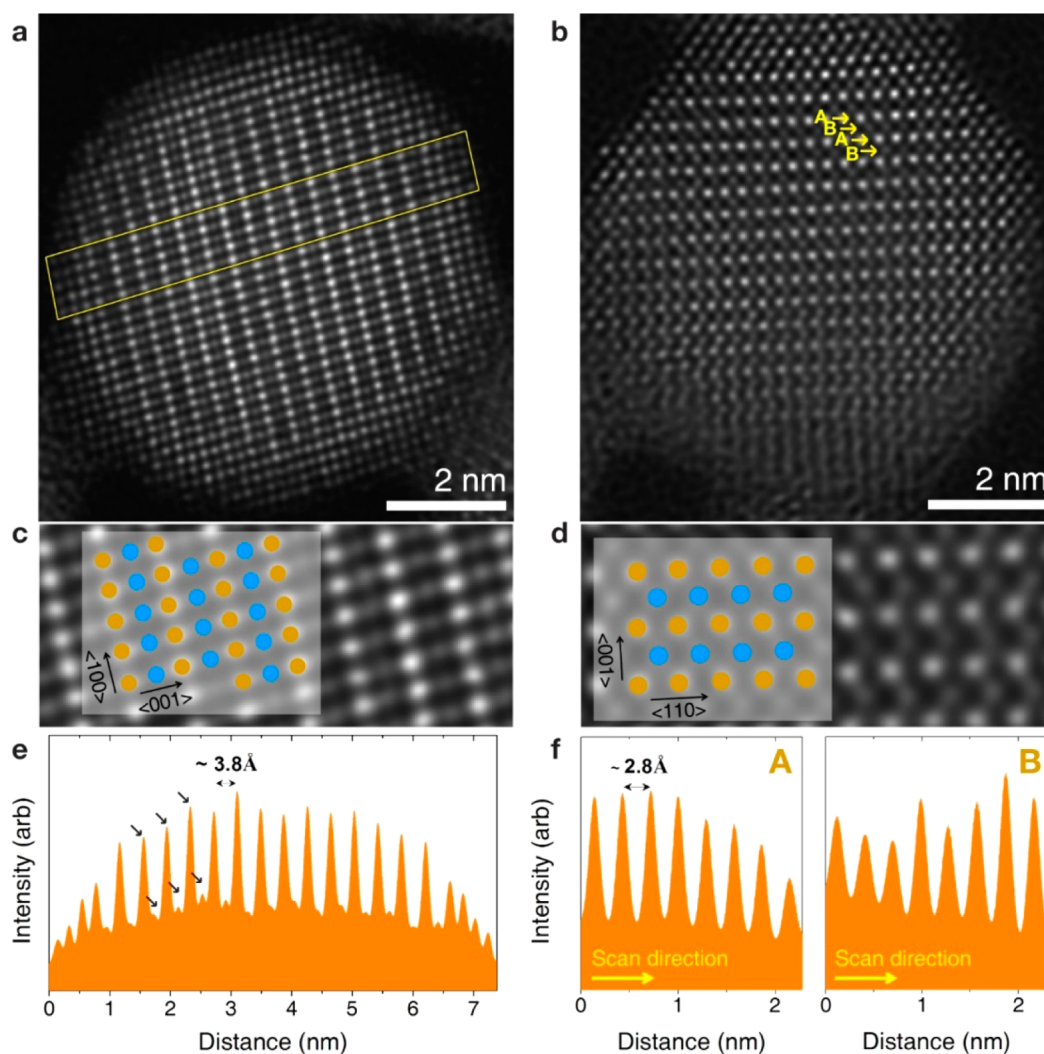 a
b
A→
B→
A→
B→
2 nm
2 nm
c
d
<100>
<001>
<001>
<110>
e
f
~ 3.8Å
~ 2.8Å
A
B
Intensity (arb)
Intensity (arb)
Scan direction
Scan direction
0 1 2 3 4 5 6 7
0 1 2
0 1 2
Distance (nm)
Distance (nm)
Distance (nm)